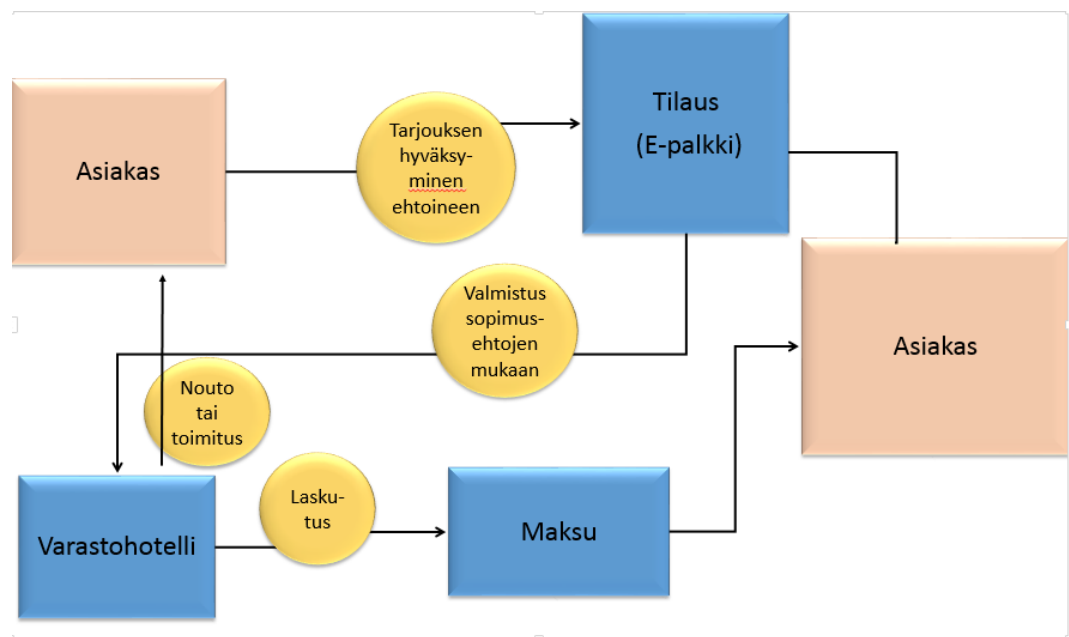 Asiakas
Tarjouksen
hyväksy-
minen
ehtoineen
Tilaus
(E-palkki)
Valmistus
sopimus-
ehtojen
mukaan
Asiakas
Nouto
tai
toimitus
Varastohotelli
Lasku-
tus
Maksu